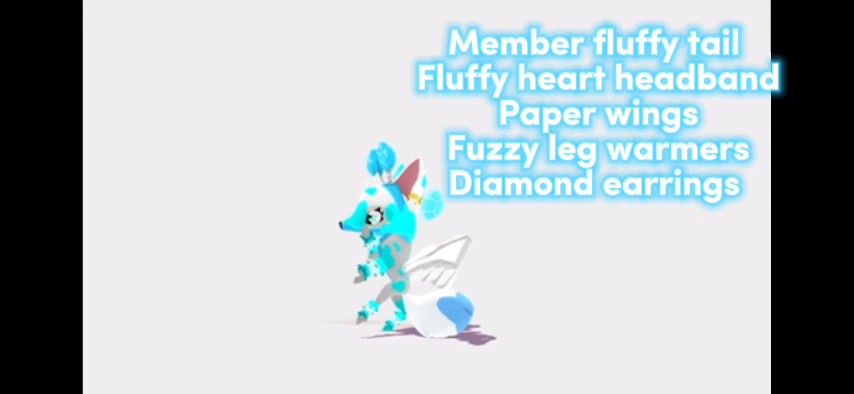 Member fluffy tail
Fluffy heart headband
Paper wings
Fuzzy leg warmers
Diamond earrings